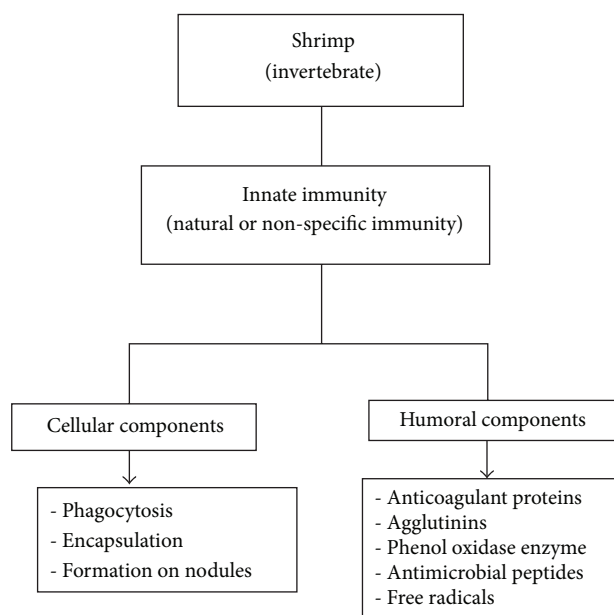 Shrimp
(invertebrate)
Innate immunity
(natural or non-specific immunity)
Cellular components
- Phagocytosis
- Encapsulation
- Formation on nodules
Humoral components
- Anticoagulant proteins
- Agglutinins
- Phenol oxidase enzyme
- Antimicrobial peptides
- Free radicals